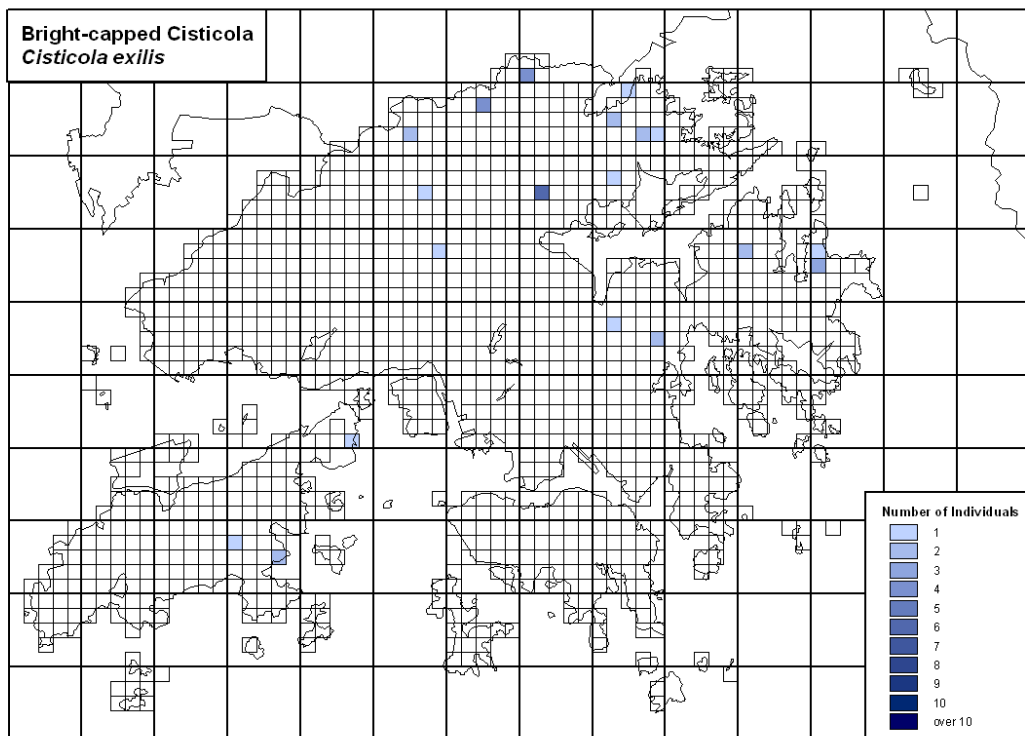 Bright-capped Cisticola
Cisticola exilis
Number of Individuals
1
2
3
4
5
6
7
8
9
10
over 10